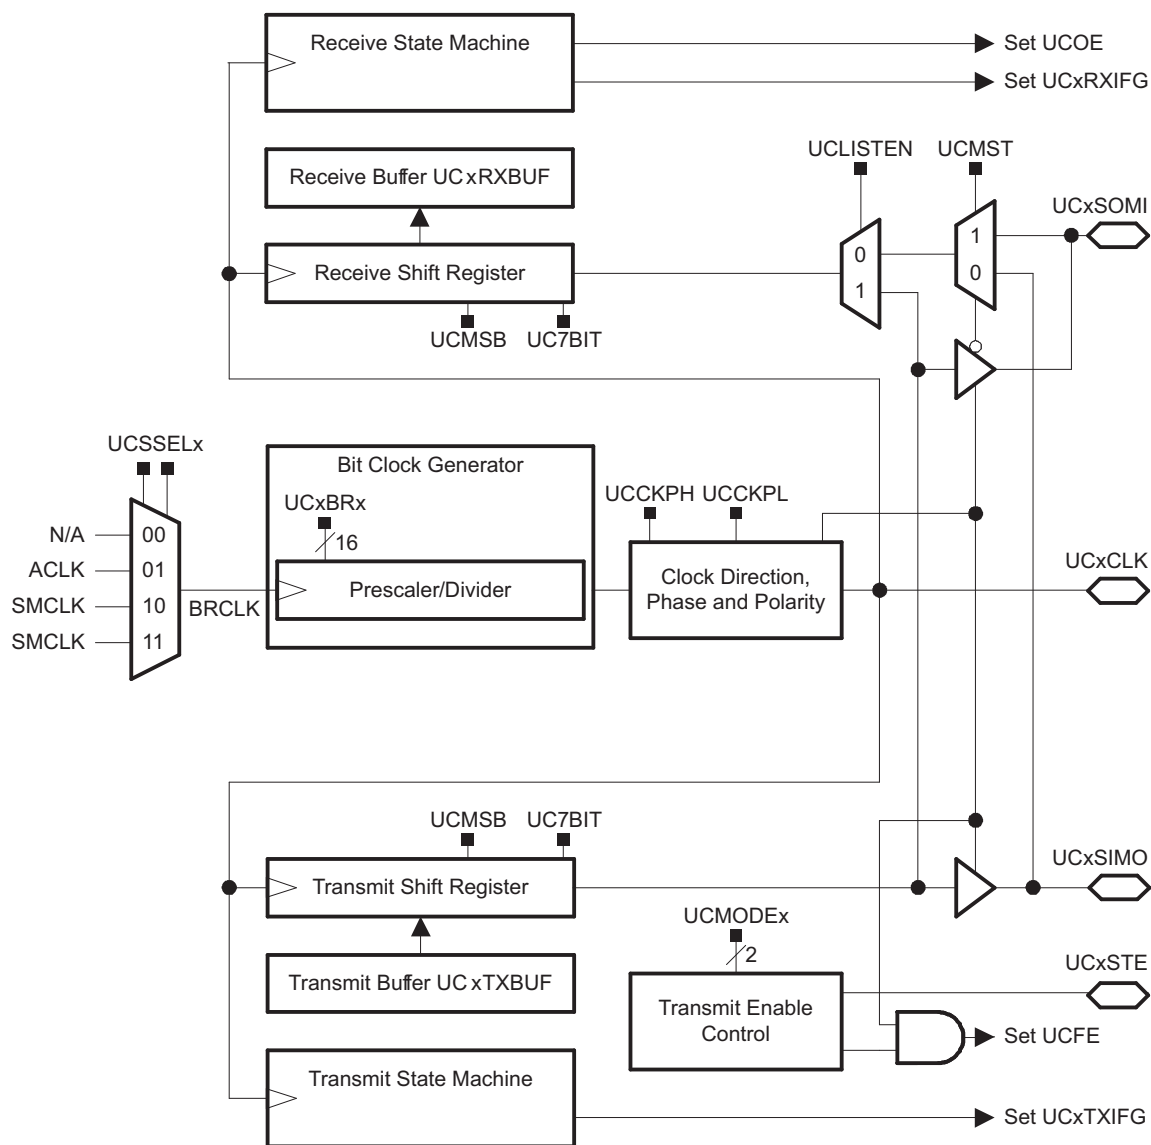 Receive State Machine
Set UCOE
Set UCxRXIFG
UCLISTEN
UCMST
Receive Buffer UCxRXBUF
UCxSOMI
1
0
0
1
Receive Shift Register
UCMSB
UC7BIT
UCSSELx
Bit Clock Generator
UCxBRx
16
UCCKPH
UCCKPL
N/A
00
ACLK
01
SMCLK
10
SMCLK
11
BRCLK
Prescaler/Divider
Clock Direction,
Phase and Polarity
UCxCLK
UCMSB
UC7BIT
Transmit Shift Register
UCxSIMO
UCMODEx
2
Transmit Buffer UCxTXBUF
UCxSTE
Transmit Enable
Control
Set UCFE
Transmit State Machine
Set UCxTXIFG